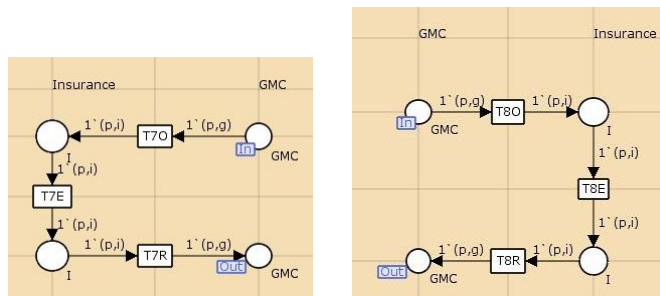 Insurance GMC
1`(p,i) T7O 1`(p,g)
In
I GMC
1`(p,i)
T7E
1`(p,i)
1`(p,i) T7R 1`(p,g)
Out
I GMC
GMC Insurance
1`(p,g) T8O 1`(p,i)
In
GMC I
1`(p,i)
T8E
1`(p,i)
1`(p,g) T8R 1`(p,i)
Out
GMC I